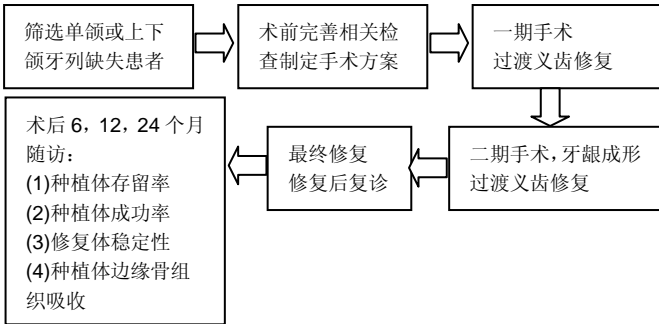 筛选单颌或上下
颌牙列缺失患者
术前完善相关检
查制定手术方案
一期手术
过渡义齿修复
二期手术,牙龈成形
过渡义齿修复
最终修复
修复后复诊
术后 6，12，24 个月
随访：
(1)种植体存留率
(2)种植体成功率
(3)修复体稳定性
(4)种植体边缘骨组
织吸收